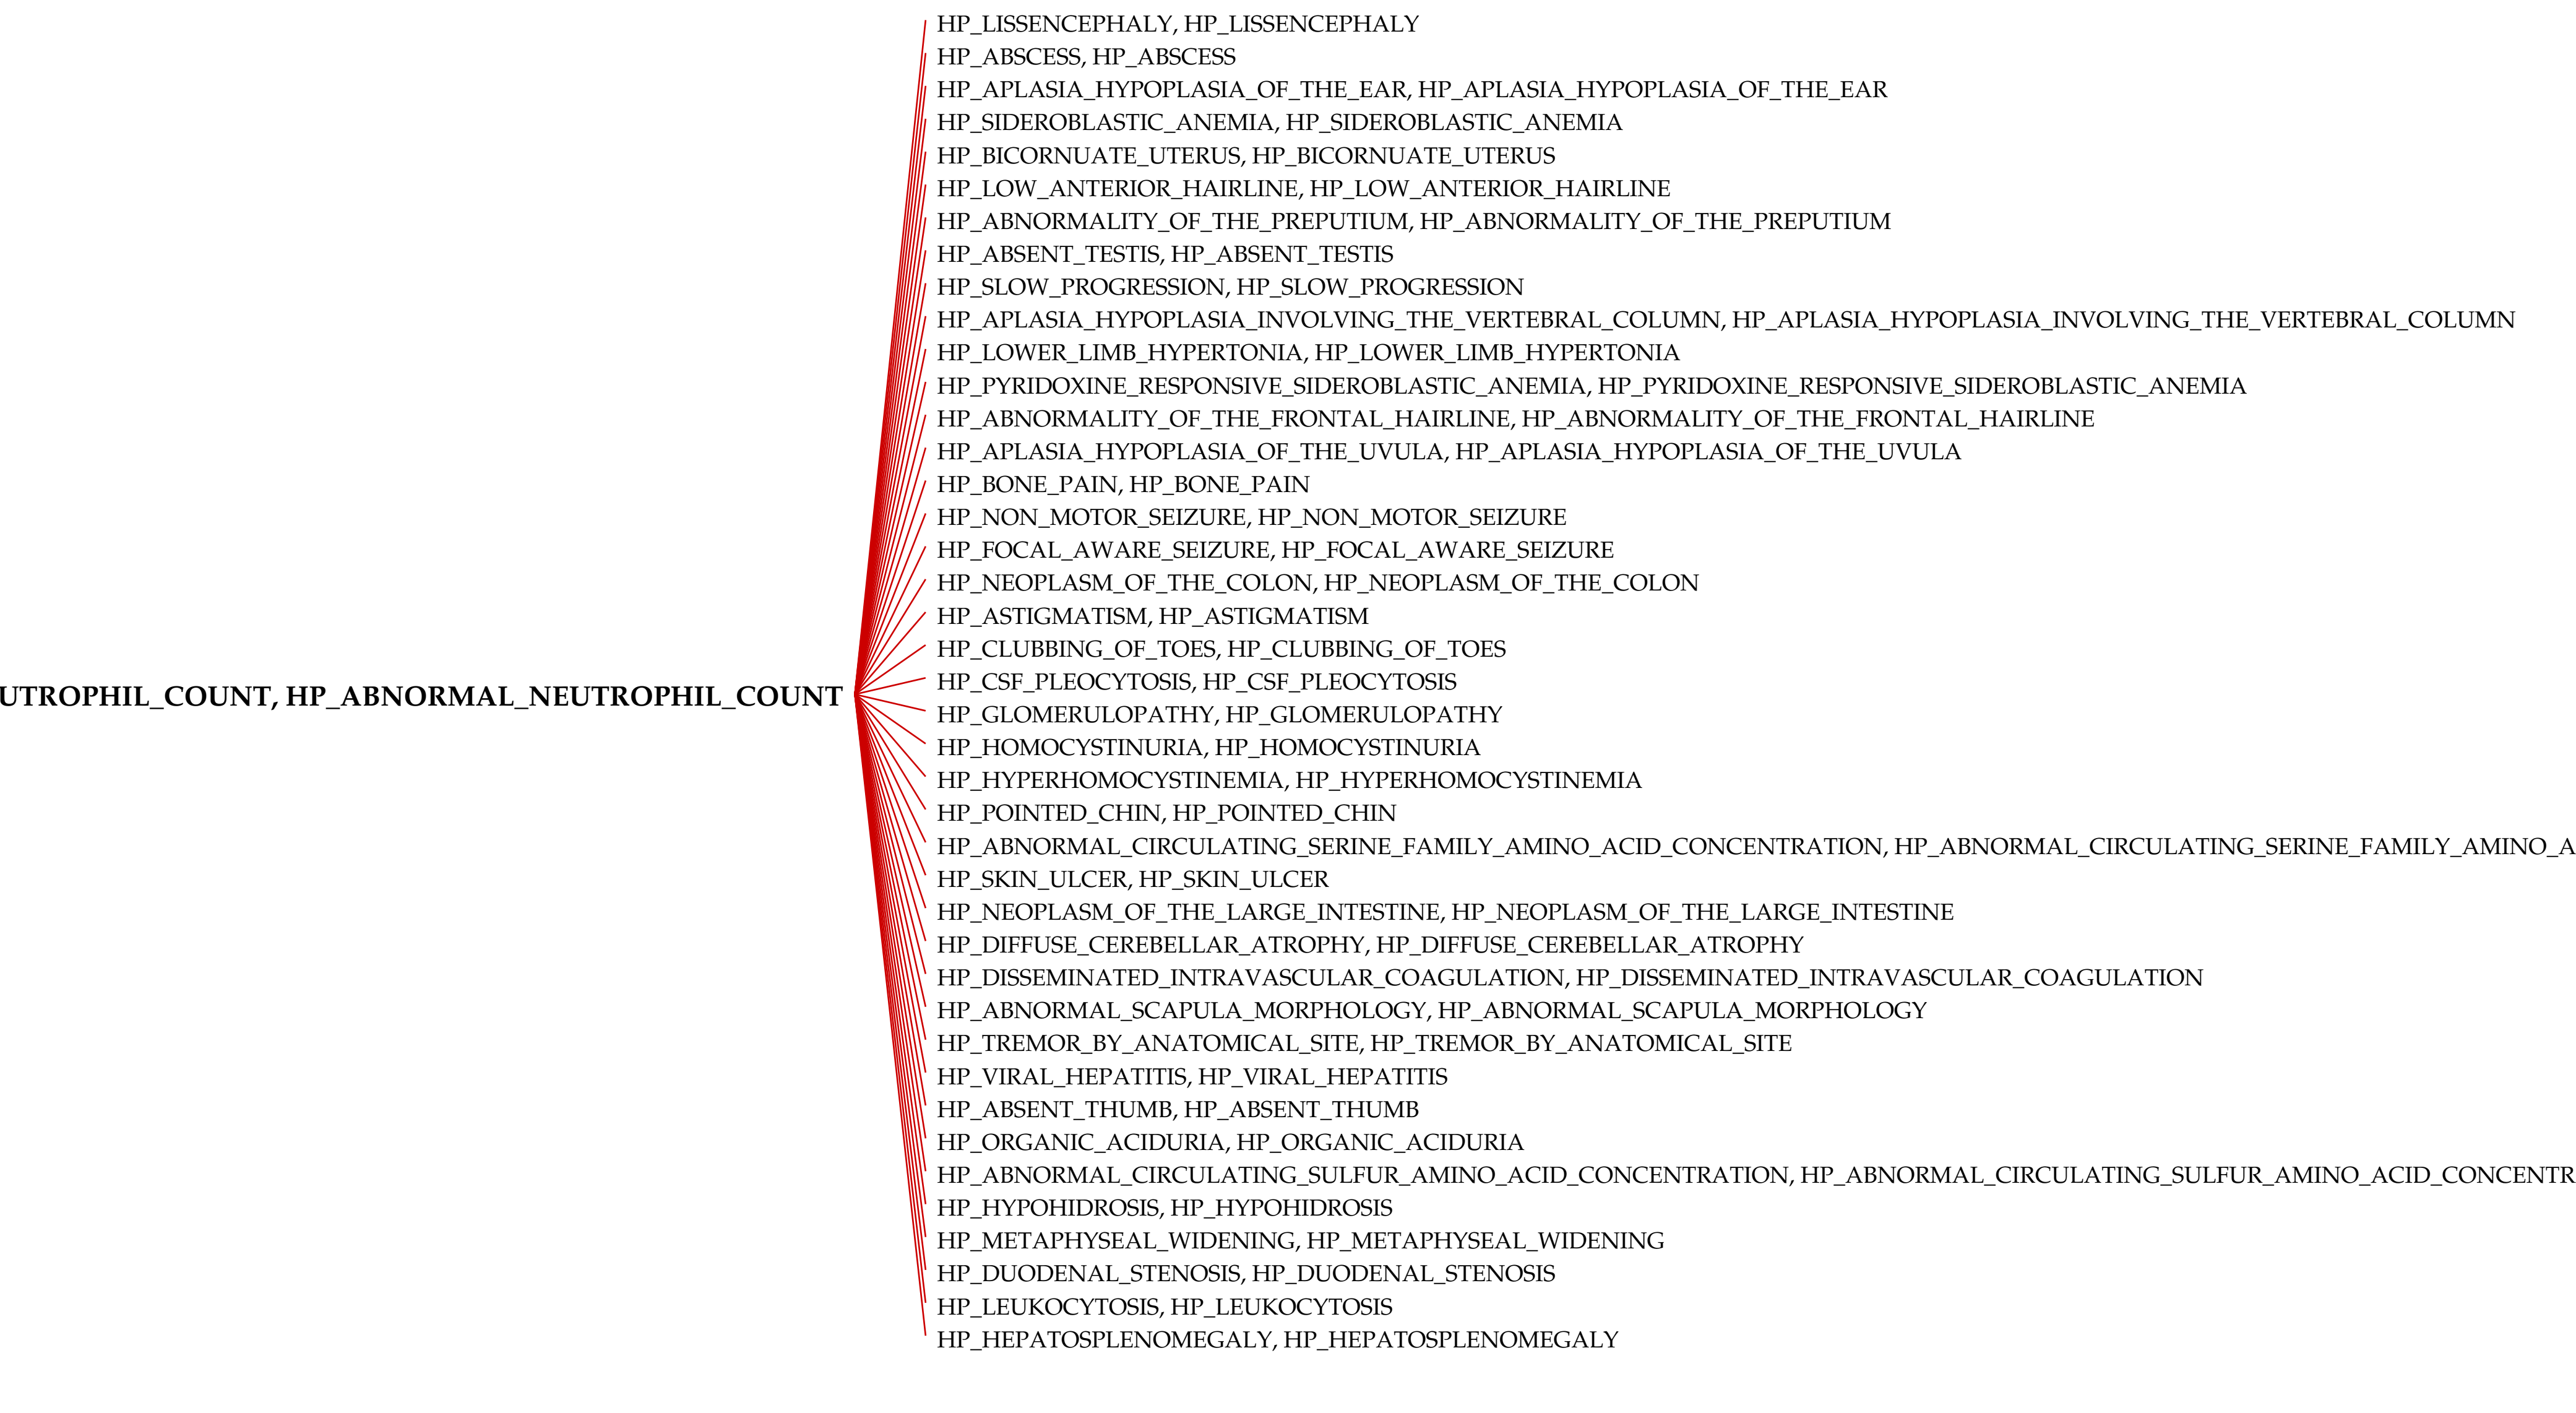 HP_LISSENCEPHALY, HP_LISSENCEPHALY
HP_ABSCESS, HP_ABSCESS
HP_APLASIA_HYPOPLASIA_OF_THE_EAR, HP_APLASIA_HYPOPLASIA_OF_THE_EAR
HP_SIDEROBLASTIC_ANEMIA, HP_SIDEROBLASTIC_ANEMIA
HP_BICORNUATE_UTERUS, HP_BICORNUATE_UTERUS
HP_LOW_ANTERIOR_HAIRLINE, HP_LOW_ANTERIOR_HAIRLINE
HP_ABNORMALITY_OF_THE_PREPUTIUM, HP_ABNORMALITY_OF_THE_PREPUTIUM
HP_ABSENT_TESTIS, HP_ABSENT_TESTIS
HP_SLOW_PROGRESSION, HP_SLOW_PROGRESSION
HP_APLASIA_HYPOPLASIA_INVOLVING_THE_VERTEBRAL_COLUMN, HP_APLASIA_HYPOPLASIA_INVOLVING_THE_VERTEBRAL_COLUMN
HP_LOWER_LIMB_HYPERTONIA, HP_LOWER_LIMB_HYPERTONIA
HP_PYRIDOXINE_RESPONSIVE_SIDEROBLASTIC_ANEMIA, HP_PYRIDOXINE_RESPONSIVE_SIDEROBLASTIC_ANEMIA
HP_ABNORMALITY_OF_THE_FRONTAL_HAIRLINE, HP_ABNORMALITY_OF_THE_FRONTAL_HAIRLINE
HP_APLASIA_HYPOPLASIA_OF_THE_UVULA, HP_APLASIA_HYPOPLASIA_OF_THE_UVULA
HP_BONE_PAIN, HP_BONE_PAIN
HP_NON_MOTOR_SEIZURE, HP_NON_MOTOR_SEIZURE
HP_FOCAL_AWARE_SEIZURE, HP_FOCAL_AWARE_SEIZURE
HP_NEOPLASM_OF_THE_COLON, HP_NEOPLASM_OF_THE_COLON
HP_ASTIGMATISM, HP_ASTIGMATISM
HP_CLUBBING_OF_TOES, HP_CLUBBING_OF_TOES
HP_CSF_PLEOCYTOSIS, HP_CSF_PLEOCYTOSIS
UTROPHIL_COUNT, HP_ABNORMAL_NEUTROPHIL_COUNT
HP_GLOMERULOPATHY, HP_GLOMERULOPATHY
HP_HOMOCYSTINURIA, HP_HOMOCYSTINURIA
HP_HYPERHOMOCYSTINEMIA, HP_HYPERHOMOCYSTINEMIA
HP_POINTED_CHIN, HP_POINTED_CHIN
HP_ABNORMAL_CIRCULATING_SERINE_FAMILY_AMINO_ACID_CONCENTRATION, HP_ABNORMAL_CIRCULATING_SERINE_FAMILY_AMINO_A
HP_SKIN_ULCER, HP_SKIN_ULCER
HP_NEOPLASM_OF_THE_LARGE_INTESTINE, HP_NEOPLASM_OF_THE_LARGE_INTESTINE
HP_DIFFUSE_CEREBELLAR_ATROPHY, HP_DIFFUSE_CEREBELLAR_ATROPHY
HP_DISSEMINATED_INTRAVASCULAR_COAGULATION, HP_DISSEMINATED_INTRAVASCULAR_COAGULATION
HP_ABNORMAL_SCAPULA_MORPHOLOGY, HP_ABNORMAL_SCAPULA_MORPHOLOGY
HP_TREMOR_BY_ANATOMICAL_SITE, HP_TREMOR_BY_ANATOMICAL_SITE
HP_VIRAL_HEPATITIS, HP_VIRAL_HEPATITIS
HP_ABSENT_THUMB, HP_ABSENT_THUMB
HP_ORGANIC_ACIDURIA, HP_ORGANIC_ACIDURIA
HP_ABNORMAL_CIRCULATING_SULFUR_AMINO_ACID_CONCENTRATION, HP_ABNORMAL_CIRCULATING_SULFUR_AMINO_ACID_CONCENTR
HP_HYPOHIDROSIS, HP_HYPOHIDROSIS
HP_METAPHYSEAL_WIDENING, HP_METAPHYSEAL_WIDENING
HP_DUODENAL_STENOSIS, HP_DUODENAL_STENOSIS
HP_LEUKOCYTOSIS, HP_LEUKOCYTOSIS
HP_HEPATOSPLENOMEGALY, HP_HEPATOSPLENOMEGALY